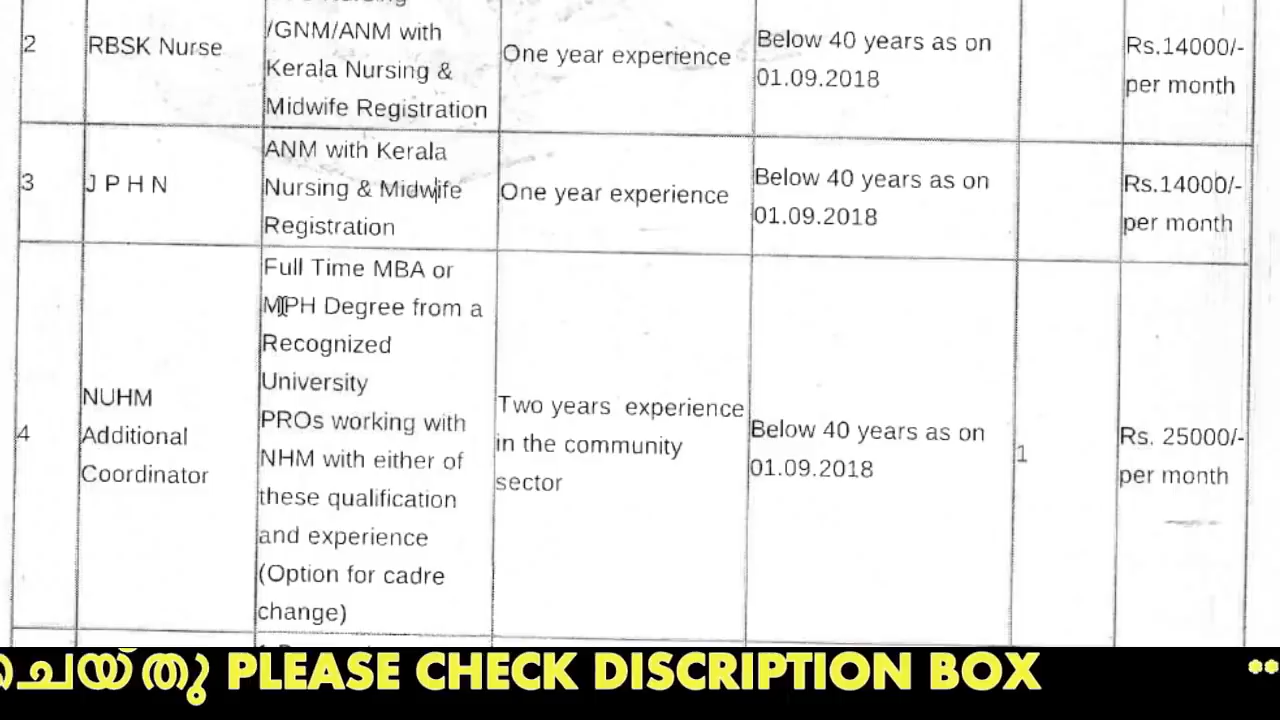 2
RBSK Nurse
/GNM/ANM with
Kerala Nursing &
Midwife Registration
One year experience
Below 40 years as on
01.09.2018
Rs.14000/-
per month
3
J P H N
ANM with Kerala
Nursing & Midwife
Registration
One year experience
Below 40 years as on
01.09.2018
Rs.14000/-
per month
4
NUHM
Additional
Coordinator
Full Time MBA or
MPH Degree from a
Recognized
University
PROs working with
NHM with either of
these qualification
and experience
(Option for cadre
change)
Two years experience
in the community
sector
Below 40 years as on
01.09.2018
1
Rs. 25000/-
per month
ചെയ്തു PLEASE CHECK DISCRIPTION BOX **